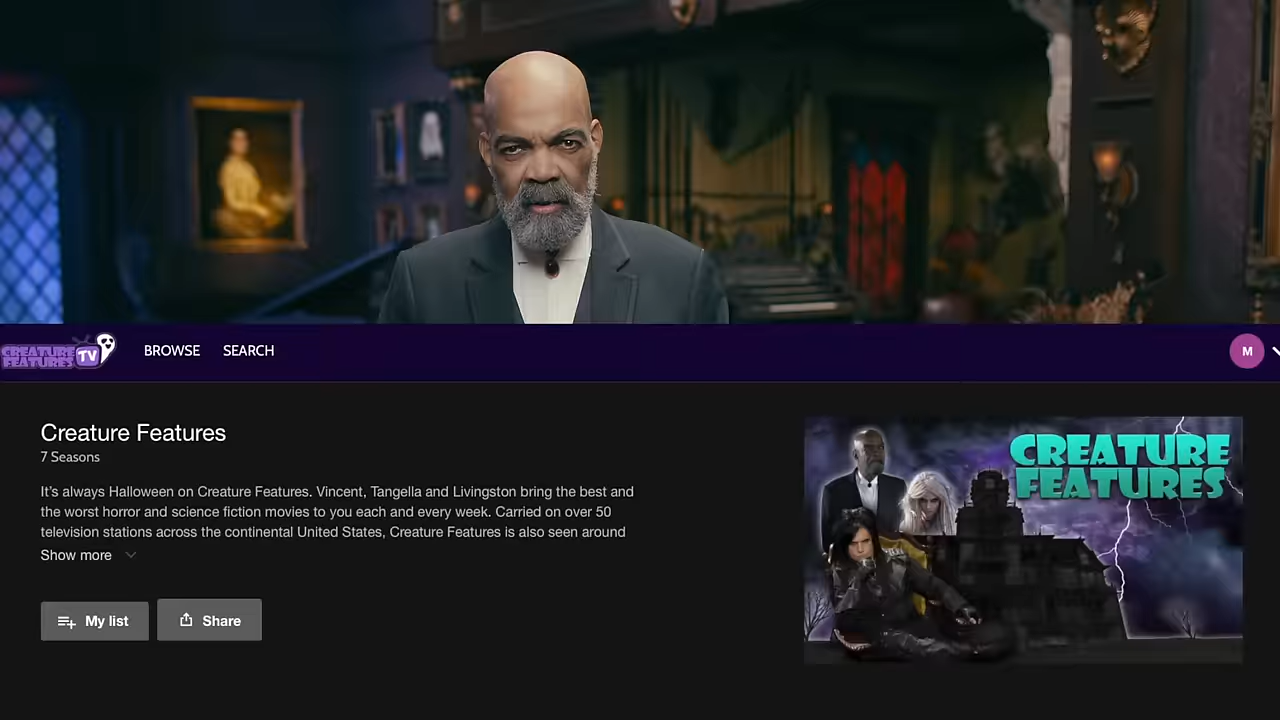 CREATURE
FEATURES TV
BROWSE
SEARCH
M
Creature Features
7 Seasons
It's always Halloween on Creature Features. Vincent, Tangella and Livingston bring the best and
the worst horror and science fiction movies to you each and every week. Carried on over 50
television stations across the continental United States, Creature Features is also seen around
Show more
My list
Share
CREATURE
FEATURES